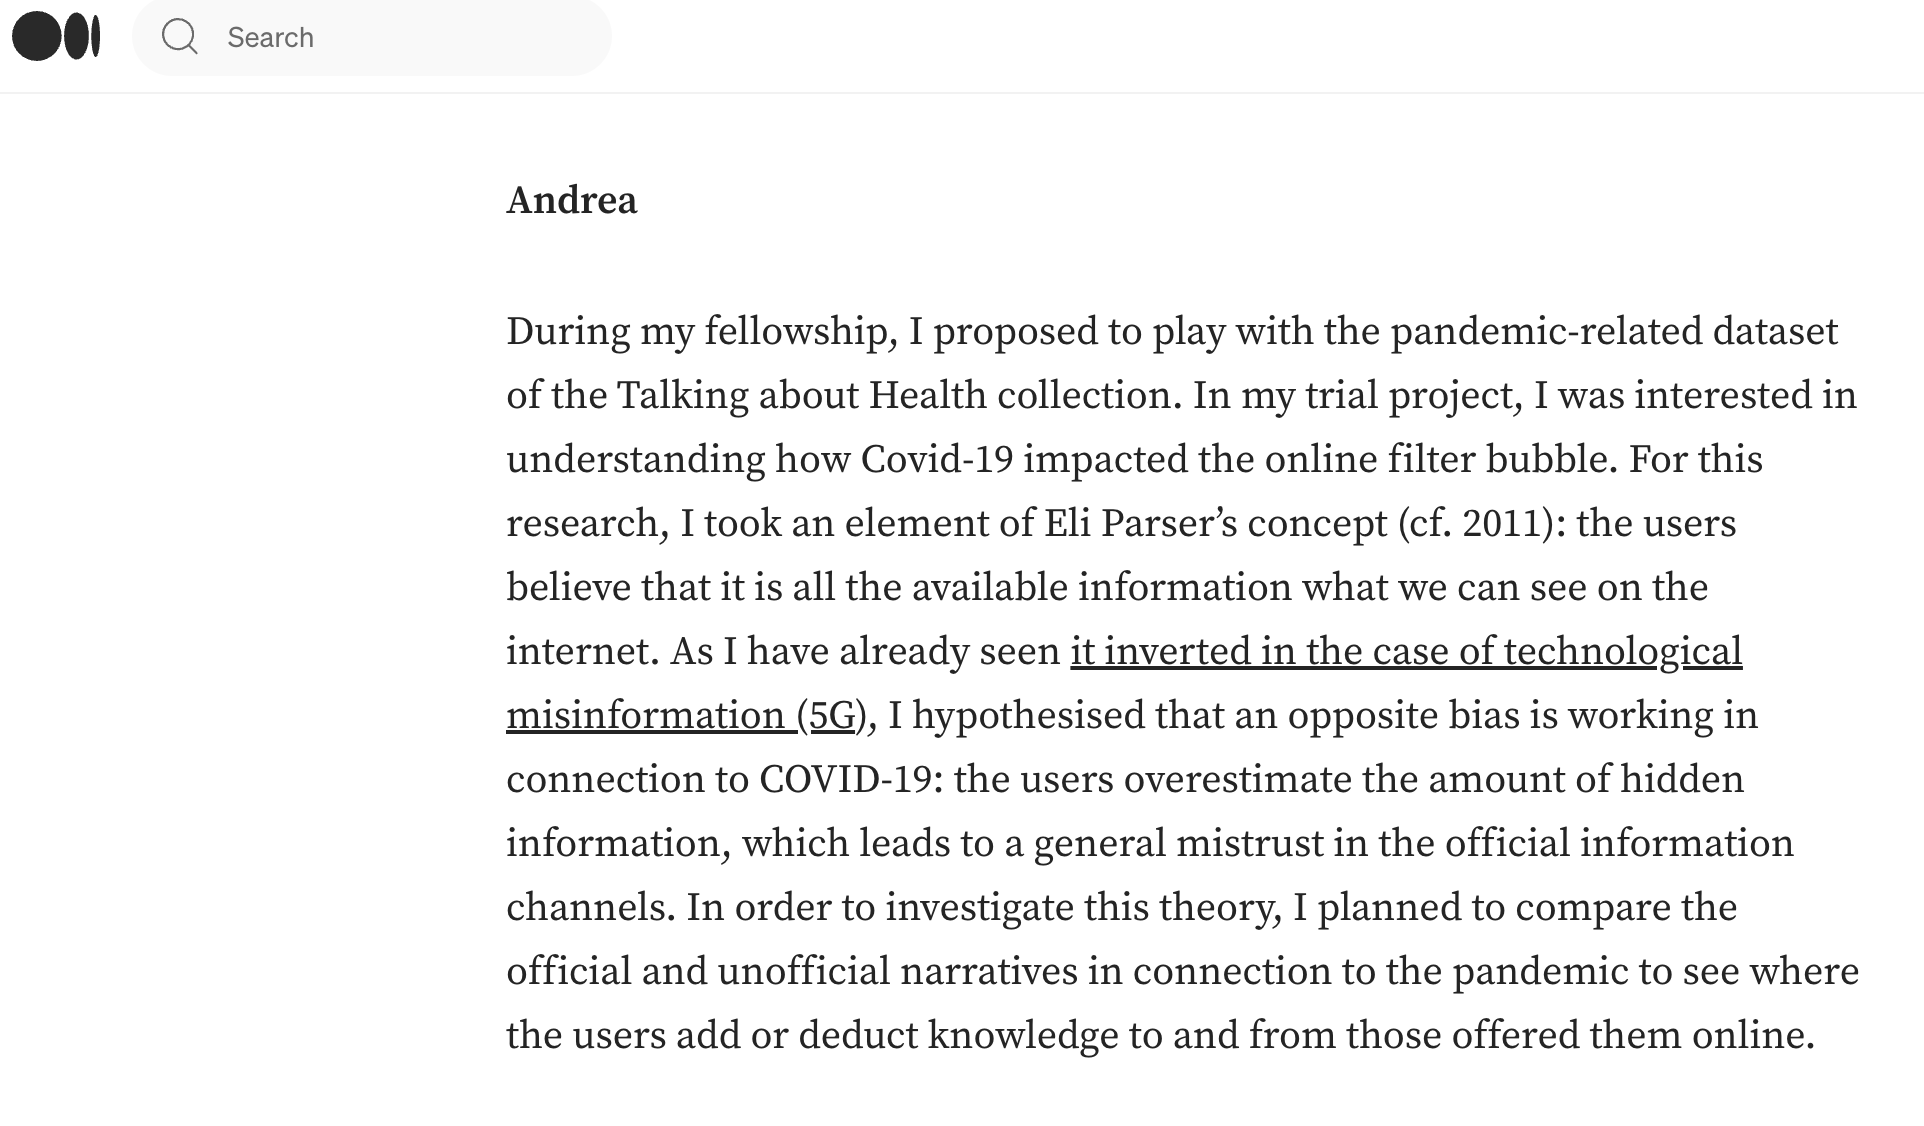 Search
Andrea
During my fellowship, I proposed to play with the pandemic-related dataset
of the Talking about Health collection. In my trial project, I was interested in
understanding how Covid-19 impacted the online filter bubble. For this
research, I took an element of Eli Parser’s concept (cf. 2011): the users
believe that it is all the available information what we can see on the
internet. As I have already seen it inverted in the case of technological
misinformation (5G), I hypothesised that an opposite bias is working in
connection to COVID-19: the users overestimate the amount of hidden
information, which leads to a general mistrust in the official information
channels. In order to investigate this theory, I planned to compare the
official and unofficial narratives in connection to the pandemic to see where
the users add or deduct knowledge to and from those offered them online.